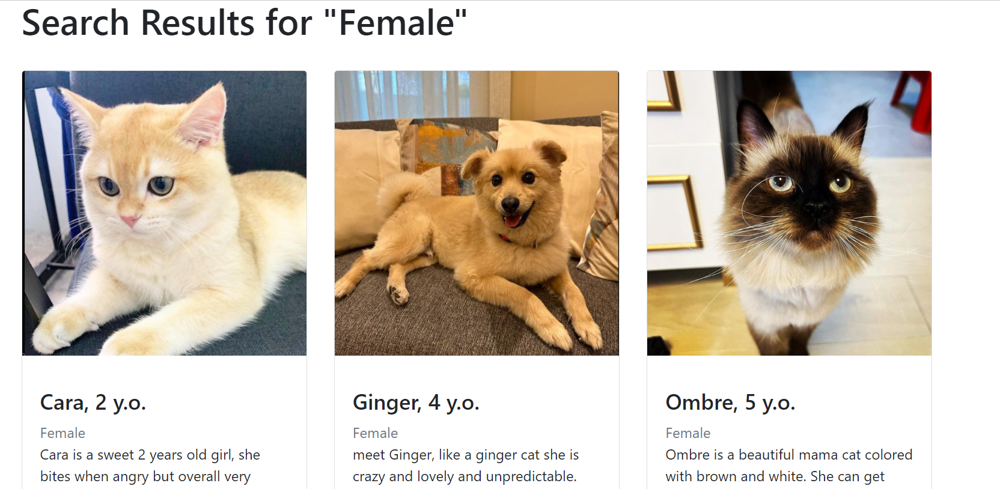 Search Results for "Female"
Cara, 2 y.o.
Female
Cara is a sweet 2 years old girl, she
bites when angry but overall very
Ginger, 4 y.o.
Female
meet Ginger, like a ginger cat she is
crazy and lovely and unpredictable.
Ombre, 5 y.o.
Female
Ombre is a beautiful mama cat colored
with brown and white. She can get